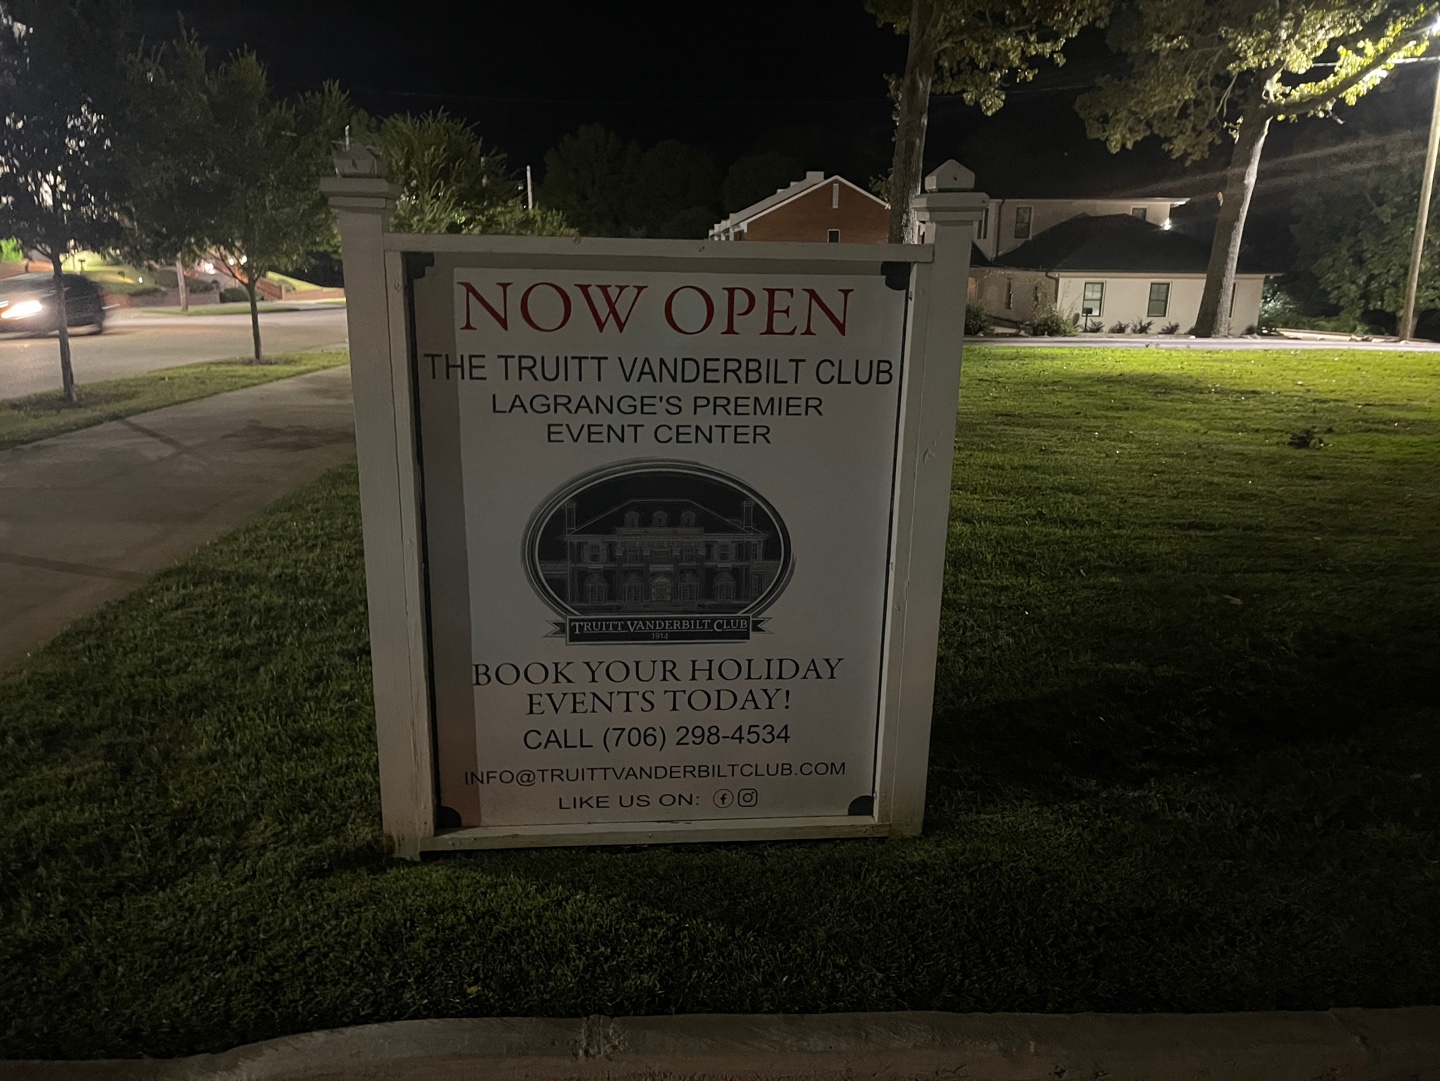 NOW OPEN
THE TRUITT VANDERBILT CLUB
LAGRANGE'S PREMIER
EVENT CENTER
TRUITT VANDERBILT CLUB
1914
BOOK YOUR HOLIDAY
EVENTS TODAY!
CALL (706) 298-4534
INFO@TRUITTVANDERBILTCLUB.COM
LIKE US ON: